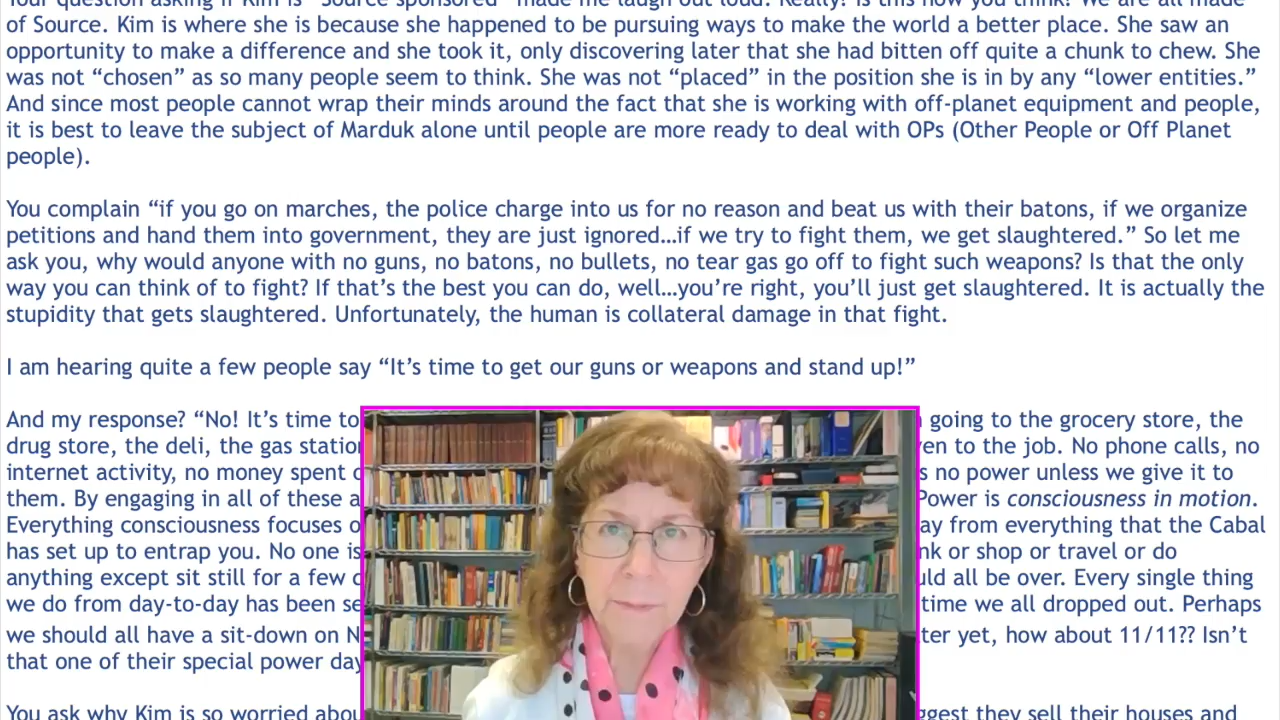 Your question asking if Kim is “Source sponsored” made me laugh out loud. Really? Is this how you think? We are all made
of Source. Kim is where she is because she happened to be pursuing ways to make the world a better place. She saw an
opportunity to make a difference and she took it, only discovering later that she had bitten off quite a chunk to chew. She
was not “chosen” as so many people seem to think. She was not “placed” in the position she is in by any “lower entities.”
And since most people cannot wrap their minds around the fact that she is working with off-planet equipment and people,
it is best to leave the subject of Marduk alone until people are more ready to deal with OPs (Other People or Off Planet
people).
You complain “if you go on marches, the police charge into us for no reason and beat us with their batons, if we organize
petitions and hand them into government, they are just ignored…if we try to fight them, we get slaughtered.” So let me
ask you, why would anyone with no guns, no batons, no bullets, no tear gas go off to fight such weapons? Is that the only
way you can think of to fight? If that’s the best you can do, well…you’re right, you’ll just get slaughtered. It is actually the
stupidity that gets slaughtered. Unfortunately, the human is collateral damage in that fight.
I am hearing quite a few people say “It’s time to get our guns or weapons and stand up!”
And my response? “No! It’s time to going to the grocery store, the
drug store, the deli, the gas to the job. No phone calls, no
internet activity, no money spent no power unless we give it to
them. By engaging in all of these Power is consciousness in motion.
Everything consciousness focuses from everything that the Cabal
has set up to entrap you. No one is or shop or travel or do
anything except sit still for a few all be over. Every single thing
we do from day-to-day has been time we all dropped out. Perhaps
we should all have a sit-down on yet, how about 11/11?? Isn’t
that one of their special power
You ask why Kim is so worried they sell their houses and